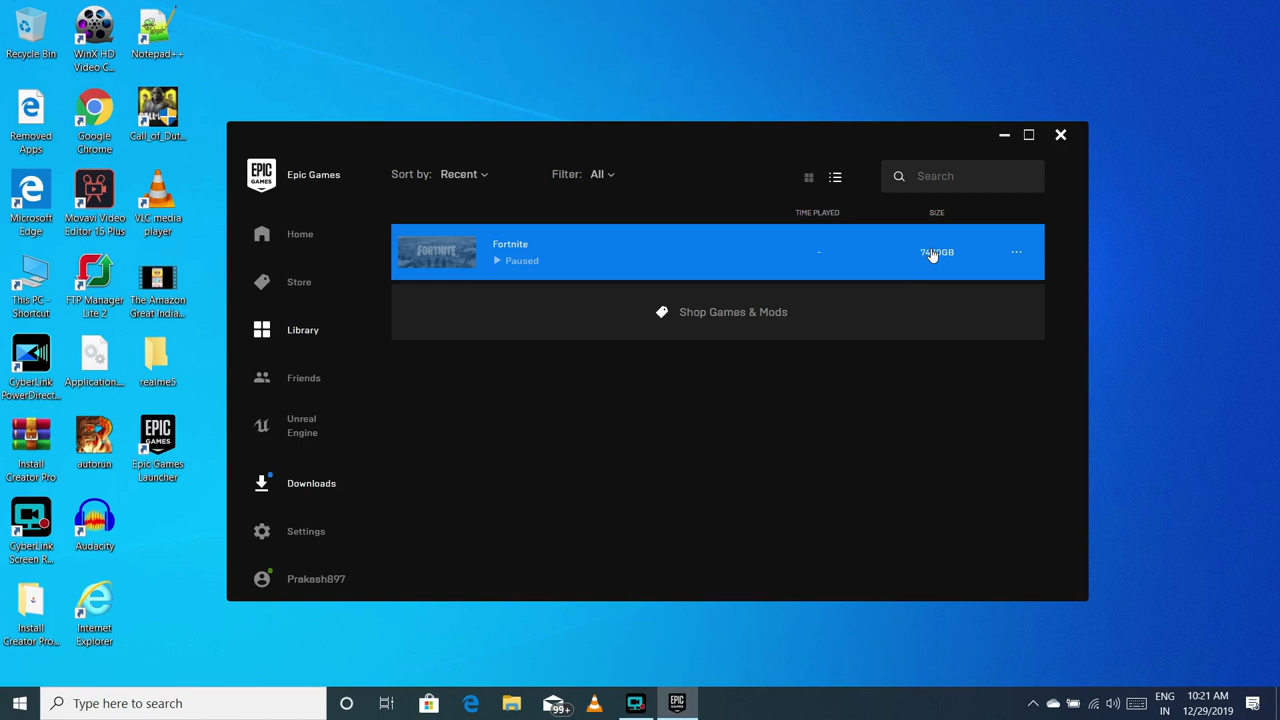 Recycle Bin
WinX HD
Video C...
Notepad++
Removed
Apps
Google
Chrome
Call_of_Dut...
Microsoft
Edge
Movavi Video
Editor 15 Plus
VLC media
player
This PC -
Shortcut
FTP Manager
Lite 2
The Amazon
Great India...
CyberLink
PowerDirect...
Application...
realme5
Install
Creator Pro
autorun
Epic Games
Launcher
CyberLink
Screen R...
Audacity
Install
Creator Pro...
Internet
Explorer
EPIC
GAMES
Epic Games
Home
Store
Library
Friends
Unreal
Engine
Downloads
Settings
Prakash897
Sort by: Recent
Filter: All
Search
TIME PLAYED
SIZE
FORTNITE
Fortnite
Paused
-
...
Shop Games & Mods
Type here to search
99+
ENG
IN
10:21 AM
12/29/2019